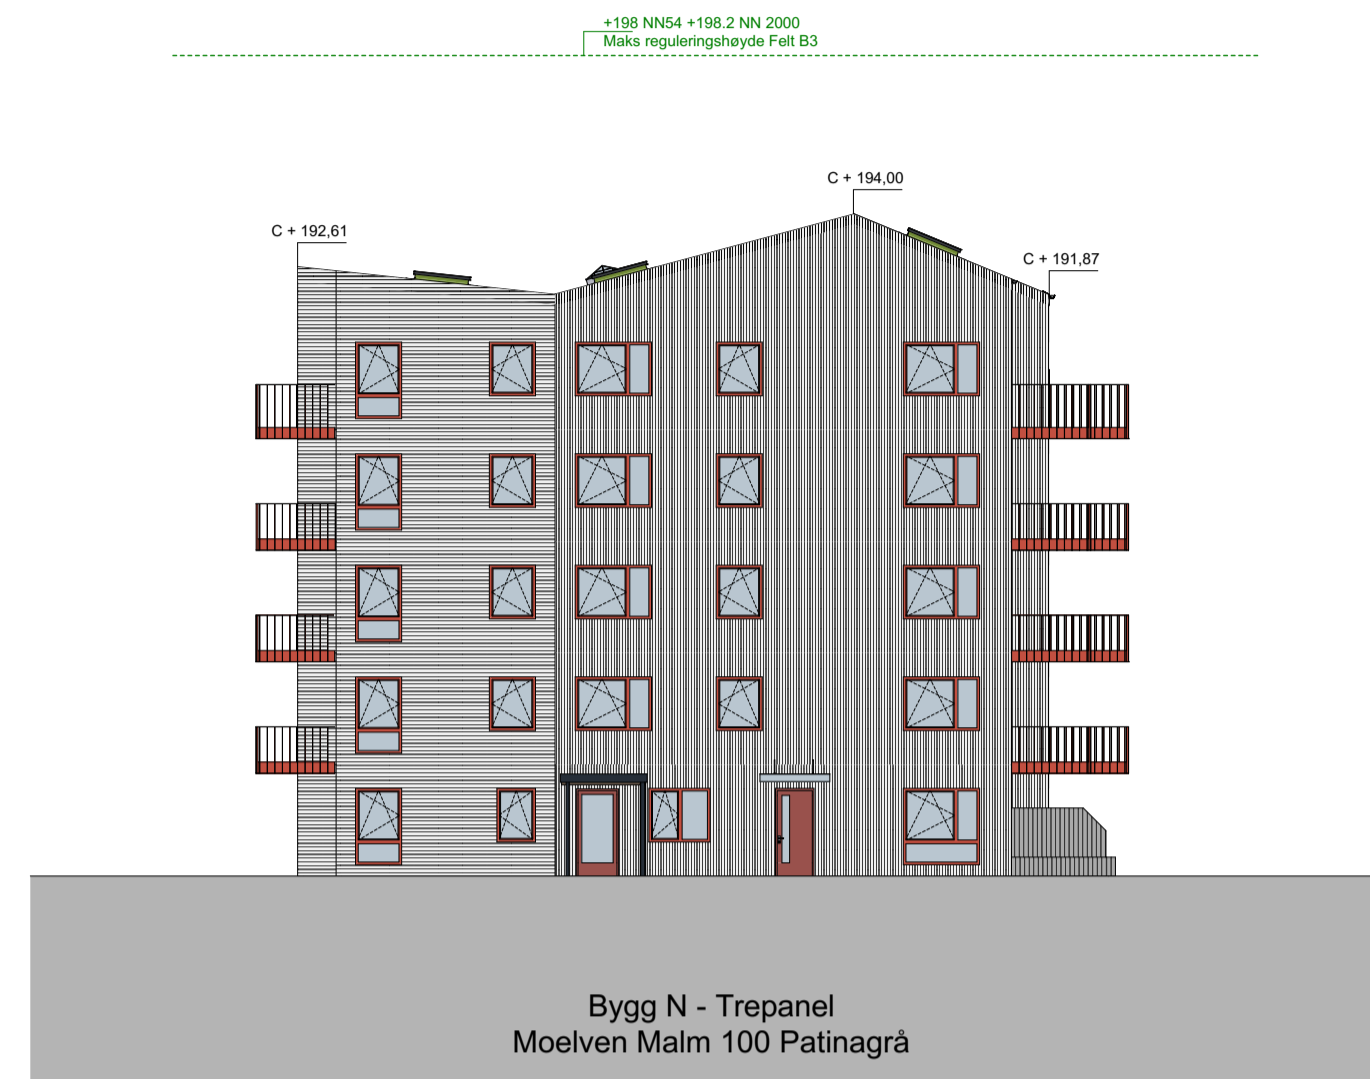 +198 NN54 +198.2 NN 2000
Maks reguleringshøyde Felt B3
C + 194,00
C + 192,61
C + 191,87
Bygg N - Trepanel
Moelven Malm 100 Patinagrå